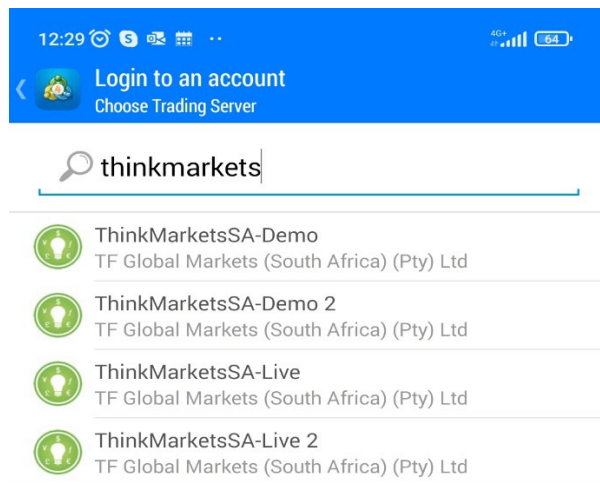 12:29
4G+
64
Login to an account
Choose Trading Server
thinkmarkets
ThinkMarketsSA-Demo
TF Global Markets (South Africa) (Pty) Ltd
ThinkMarketsSA-Demo 2
TF Global Markets (South Africa) (Pty) Ltd
ThinkMarketsSA-Live
TF Global Markets (South Africa) (Pty) Ltd
ThinkMarketsSA-Live 2
TF Global Markets (South Africa) (Pty) Ltd